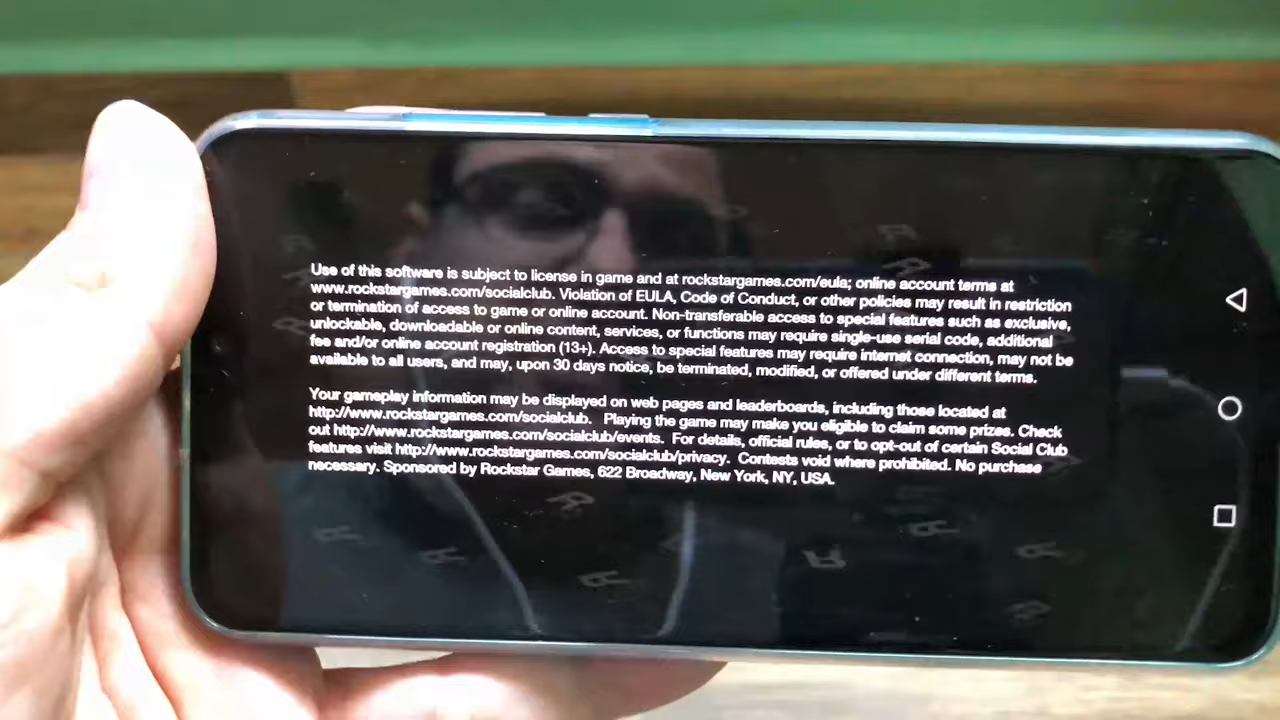 Use of this software is subject to license in game and at rockstargames.com/eula; online account terms at
www.rockstargames.com/socialclub. Violation of EULA, Code of Conduct, or other policies may result in restriction
or termination of access to game or online account. Non-transferable access to special features such as exclusive,
unlockable, downloadable or online content, services, or functions may require single-use serial code, additional
fee and/or online account registration (13+). Access to special features may require internet connection, may not be
available to all users, and may, upon 30 days notice, be terminated, modified, or offered under different terms.
Your gameplay information may be displayed on web pages and leaderboards, including those located at
http://www.rockstargames.com/socialclub. Playing the game may make you eligible to claim some prizes. Check
out http://www.rockstargames.com/socialclub/events. For details, official rules, or to opt-out of certain Social Club
features visit http://www.rockstargames.com/socialclub/privacy. Contests void where prohibited. No purchase
necessary. Sponsored by Rockstar Games, 622 Broadway, New York, NY, USA.